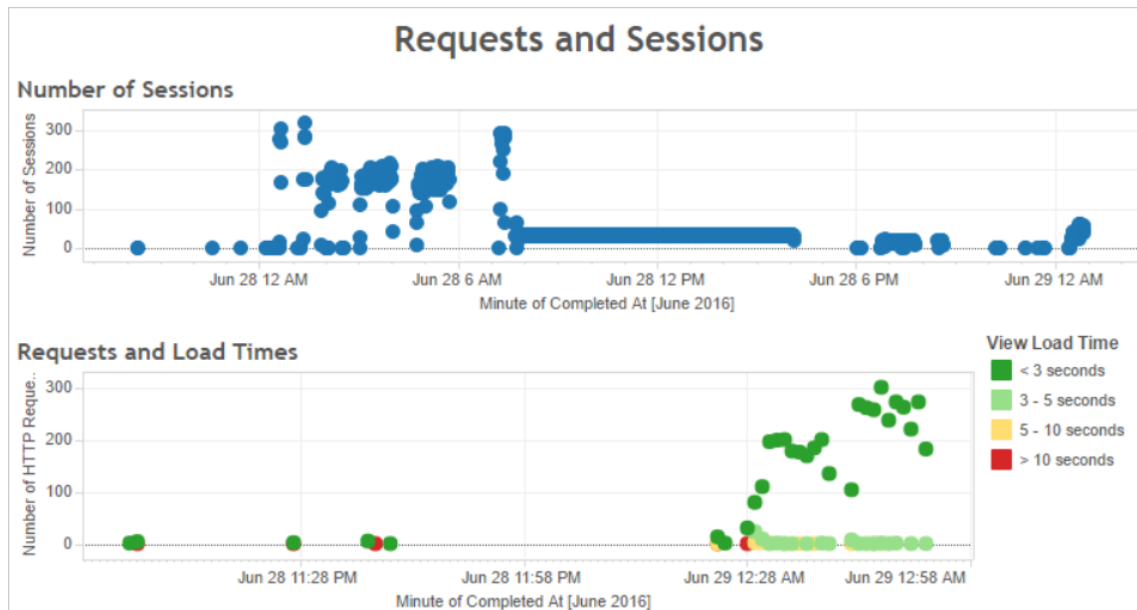 Requests and Sessions
Number of Sessions
Number of Sessions
300
200
100
0
Jun 28 12 AM
Jun 28 6 AM
Jun 28 12 PM
Jun 28 6 PM
Jun 29 12 AM
Minute of Completed At [June 2016]
Requests and Load Times
Number of HTTP Reque..
300
200
100
0
Jun 28 11:28 PM
Jun 28 11:58 PM
Jun 29 12:28 AM
Jun 29 12:58 AM
Minute of Completed At [June 2016]
View Load Time
< 3 seconds
3 - 5 seconds
5 - 10 seconds
> 10 seconds